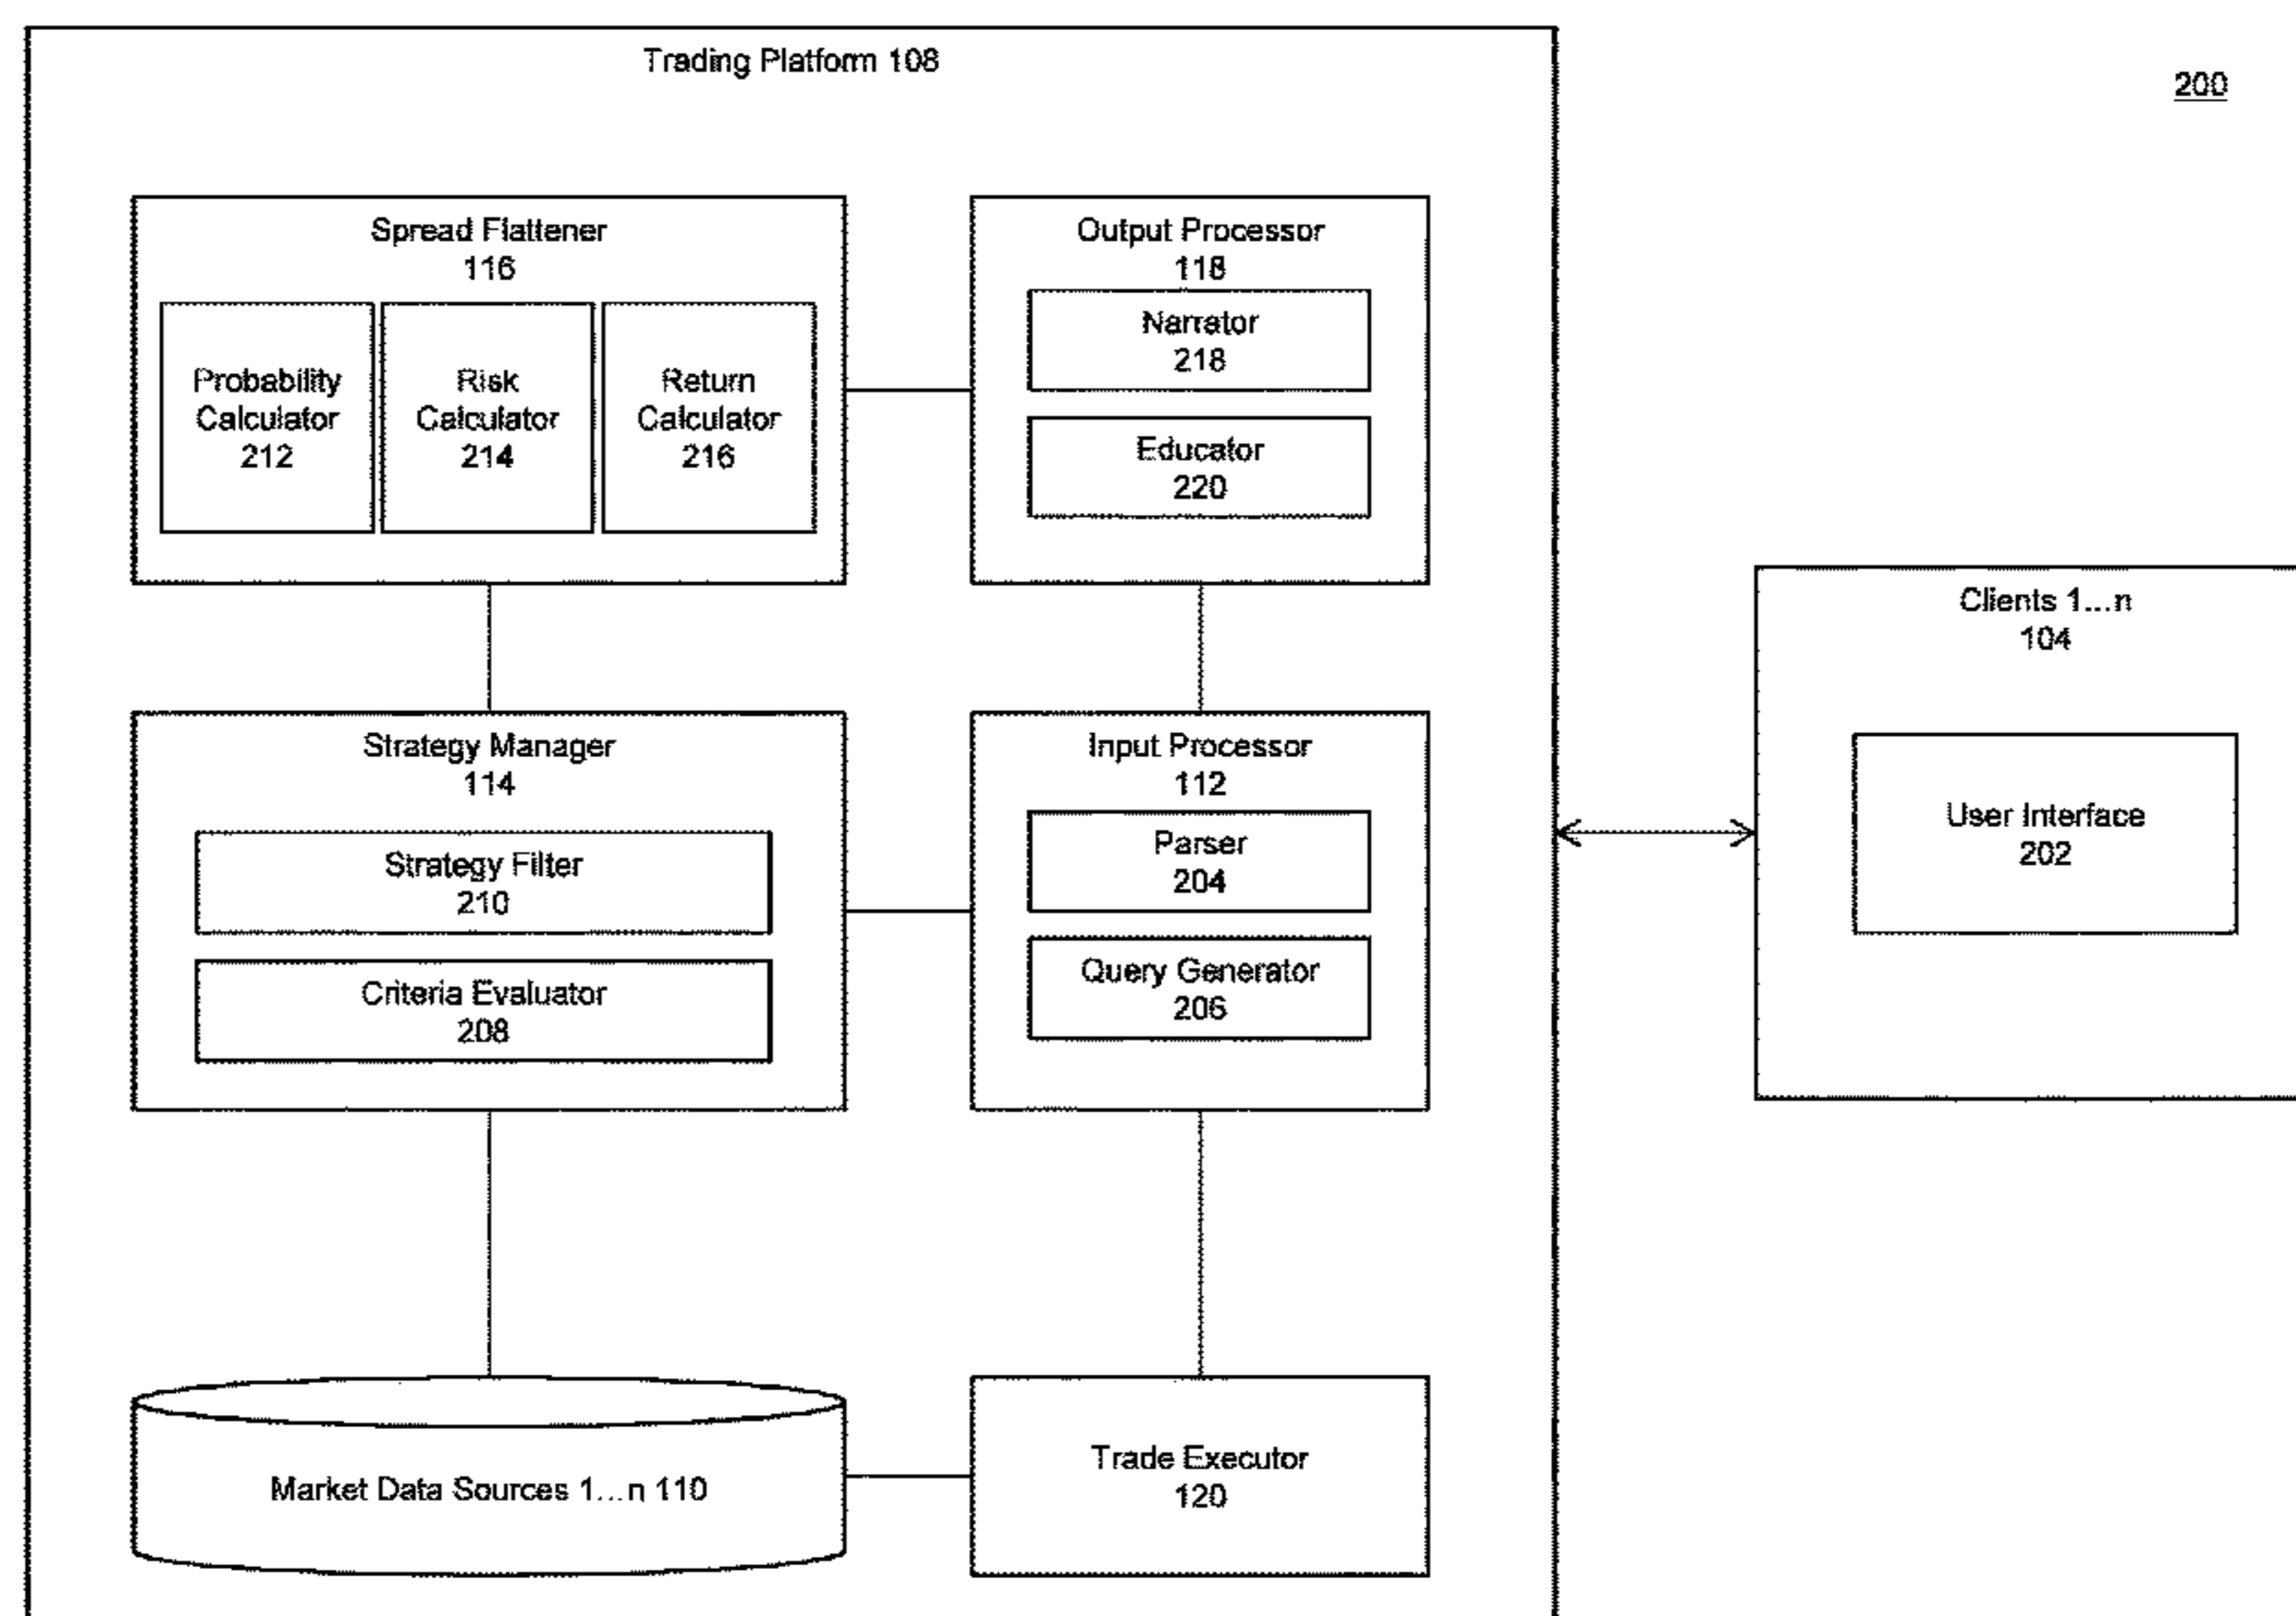 Trading Platform 108
200
Spread Flattener
116
Probability
Calculator
212
Risk
Calculator
214
Return
Calculator
216
Output Processor
118
Narrator
218
Educator
220
Strategy Manager
114
Strategy Filter
210
Criteria Evaluator
208
Input Processor
112
Parser
204
Query Generator
206
Clients 1...n
104
User Interface
202
Market Data Sources 1...n 110
Trade Executor
120